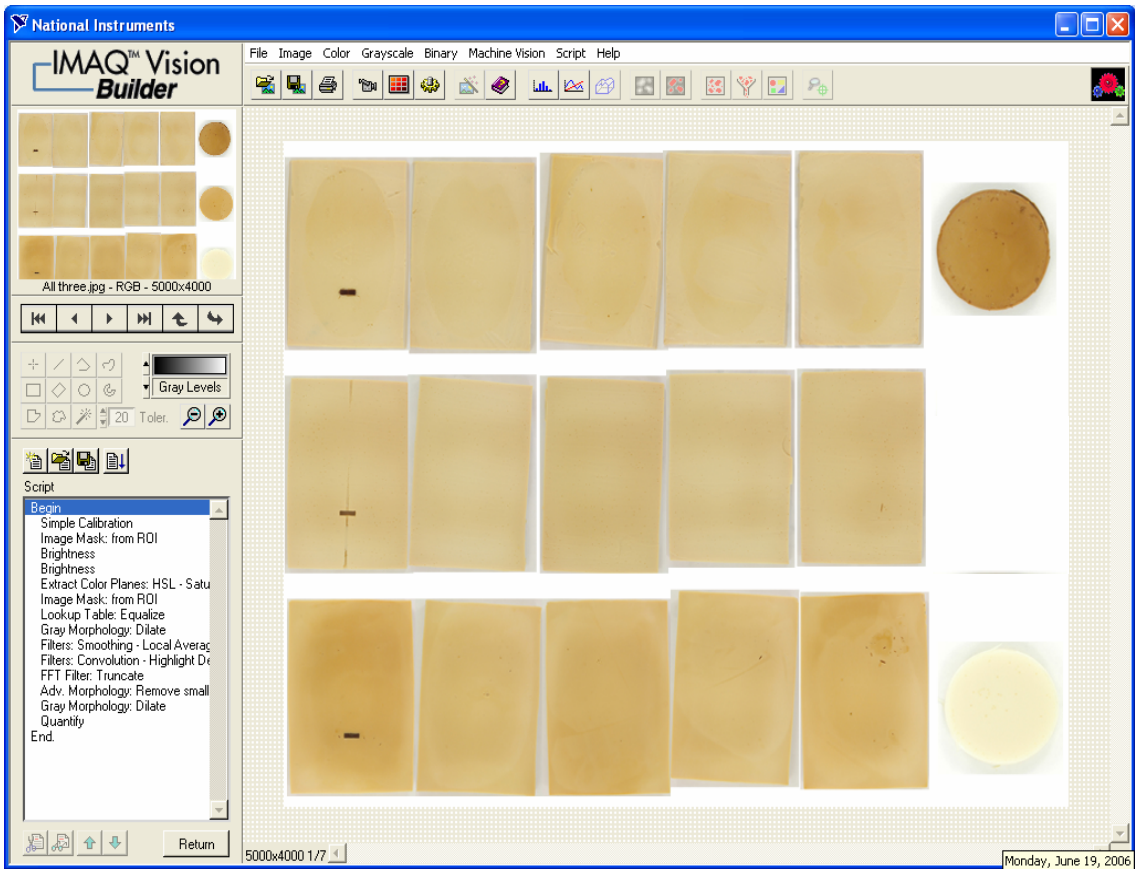 National Instruments
IMAQ™ Vision
Builder
File Image Color Grayscale Binary Machine Vision Script Help
All three.jpg - RGB - 5000x4000
Gray Levels
20 Toler.
Script
Begin
Simple Calibration
Image Mask: from ROI
Brightness
Brightness
Extract Color Planes: HSL - Satu
Image Mask: from ROI
Lookup Table: Equalize
Gray Morphology: Dilate
Filters: Smoothing - Local Averag
Filters: Convolution - Highlight De
FFT Filter: Truncate
Adv. Morphology: Remove small
Gray Morphology: Dilate
Quantify
End.
Return
5000x4000 1/7
Monday, June 19, 2006